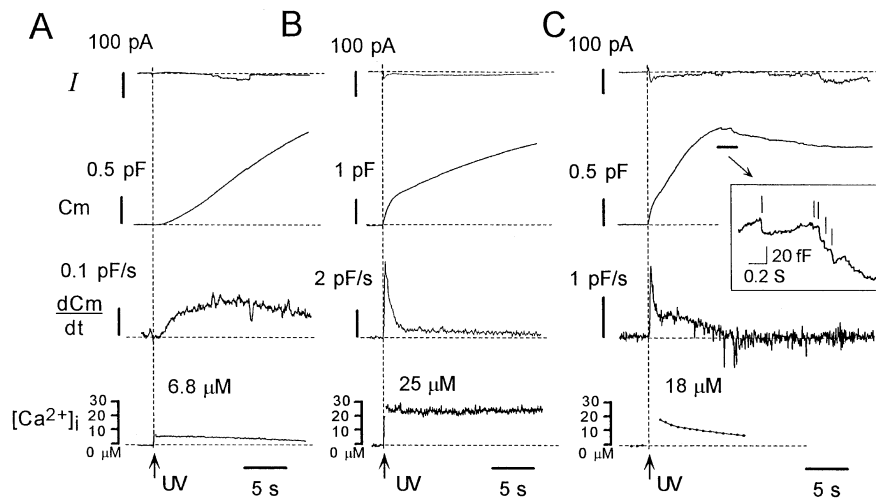 A
B
C
100 pA
100 pA
100 pA
I
0.5 pF
1 pF
0.5 pF
Cm
20 fF
0.2 S
0.1 pF/s
2 pF/s
1 pF/s
dCm
dt
6.8 µM
25 µM
18 µM
[Ca2+]i
30
20
10
0 µM
30
20
10
0 µM
30
20
10
0 µM
UV
5 s
UV
5 s
UV
5 s